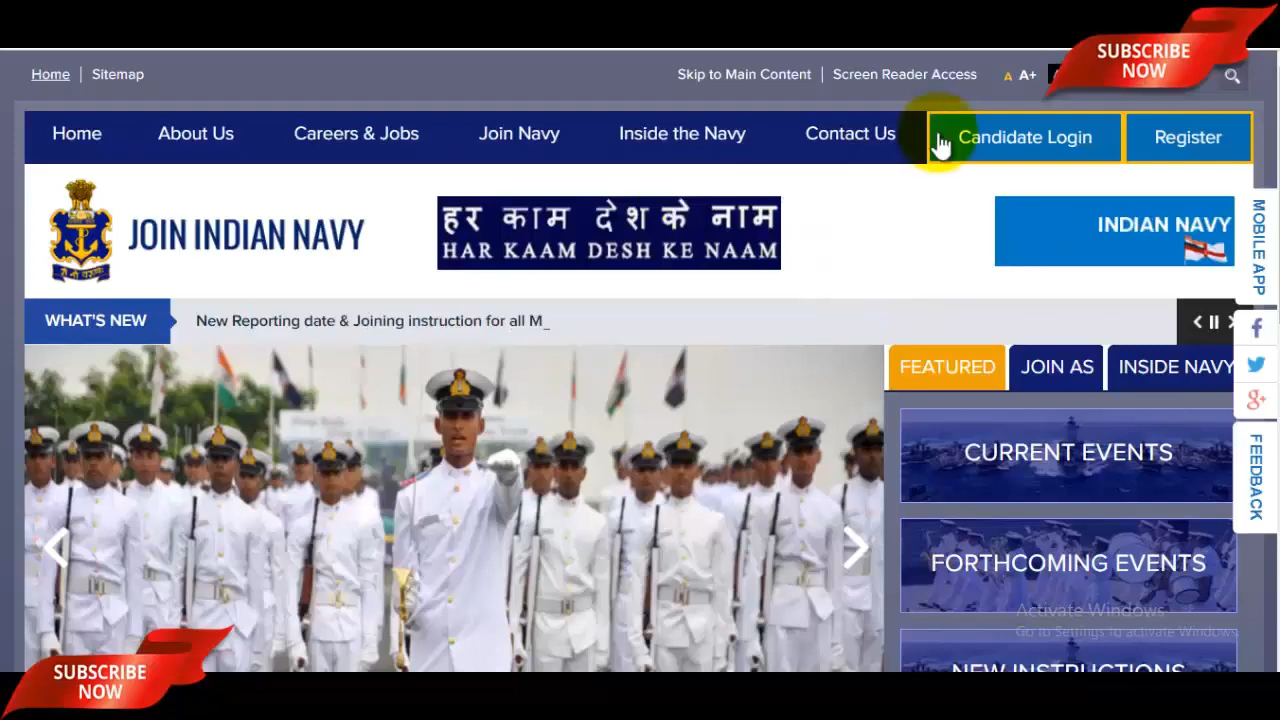 SUBSCRIBE
NOW
Home
Sitemap
Skip to Main Content
Screen Reader Access
A
A+
Home
About Us
Careers & Jobs
Join Navy
Inside the Navy
Contact Us
Candidate Login
Register
JOIN INDIAN NAVY
हर काम देश के नाम
HAR KAAM DESH KE NAAM
INDIAN NAVY
MOBILE APP
WHAT'S NEW
New Reporting date & Joining instruction for all M_
FEATURED
JOIN AS
INSIDE NAVY
CURRENT EVENTS
FEEDBACK
FORTHCOMING EVENTS
Activate Windows
Go to Settings to activate Windows.
NEW INSTRUCTIONS
SUBSCRIBE
NOW